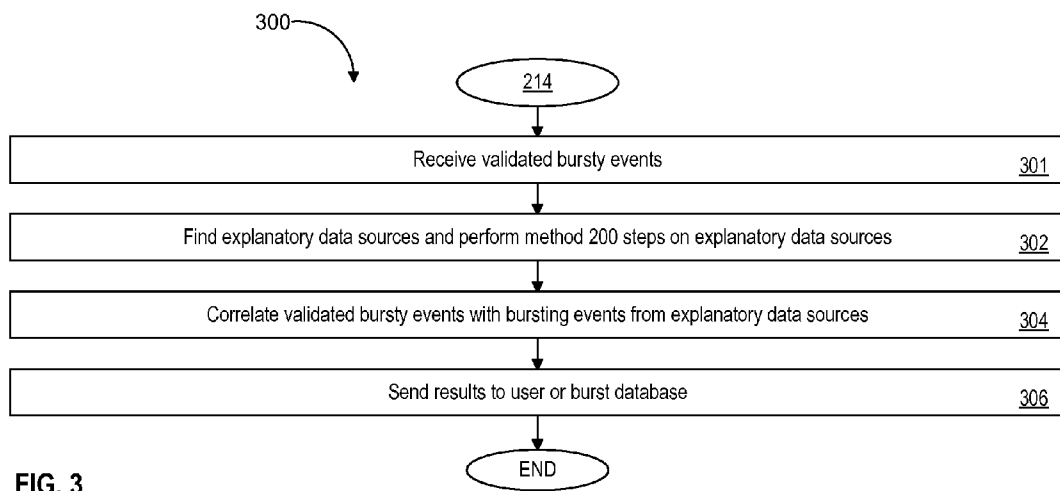 300
214
Receive validated bursty events 301
Find explanatory data sources and perform method 200 steps on explanatory data sources 302
Correlate validated bursty events with bursting events from explanatory data sources 304
Send results to user or burst database 306
END
FIG. 3